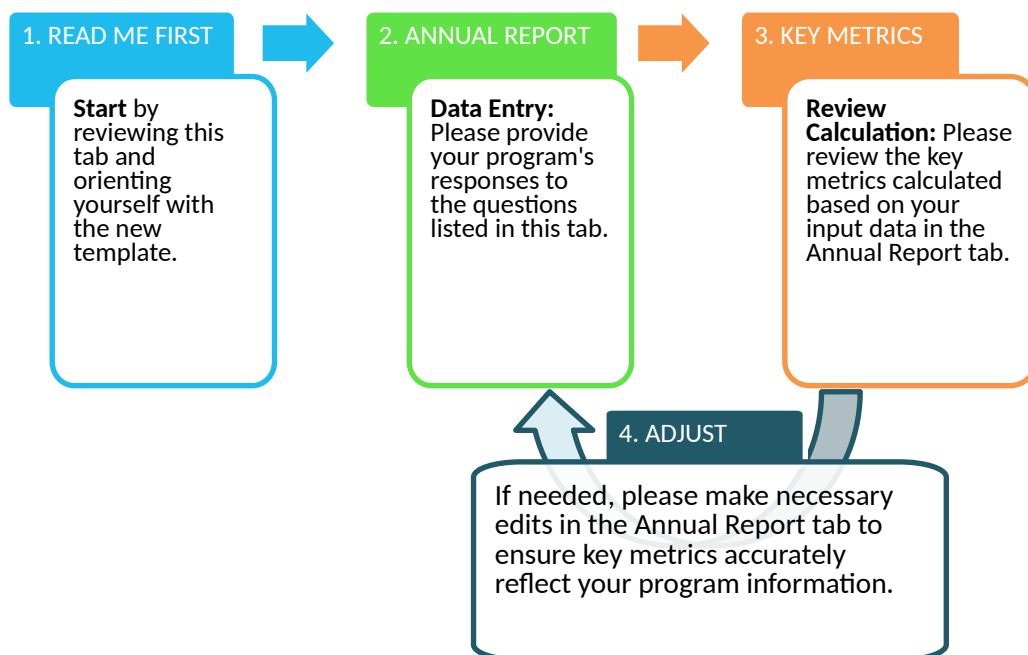 1. READ ME FIRST
Start by
reviewing this
tab and
orienting
yourself with
the new
template.
2. ANNUAL REPORT
Data Entry:
Please provide
your program's
responses to
the questions
listed in this tab.
3. KEY METRICS
Review
Calculation: Please
review the key
metrics calculated
based on your
input data in the
Annual Report tab.
4. ADJUST
If needed, please make necessary
edits in the Annual Report tab to
ensure key metrics accurately
reflect your program information.